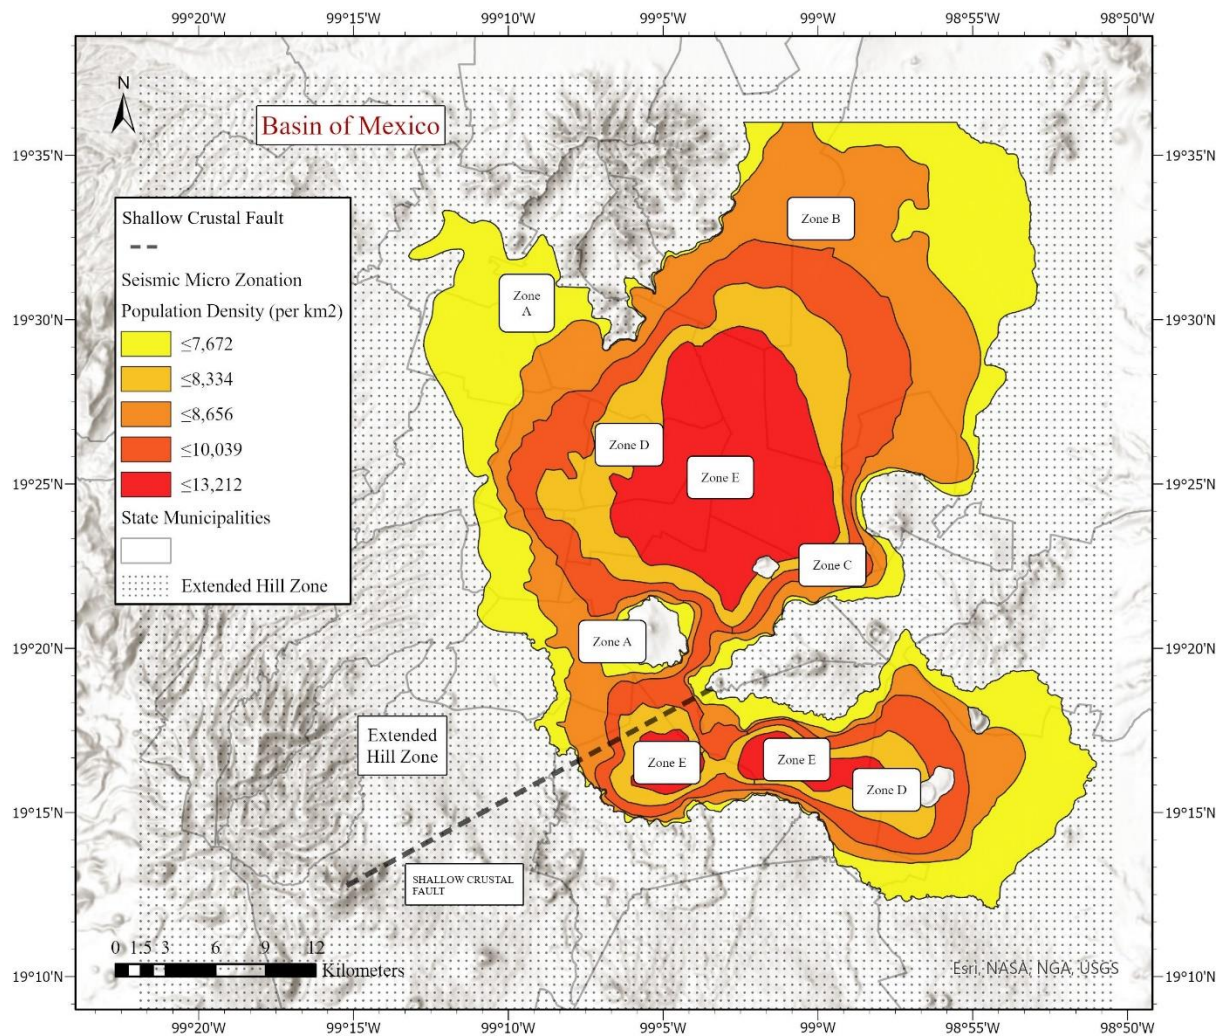 99°20'W 99°15'W 99°10'W 99°5'W 99°0'W 98°55'W 98°50'W
N
Basin of Mexico
19°35'N 19°35'N
Shallow Crustal Fault
Seismic Micro Zonation
Population Density (per km2)
≤7,672
≤8,334
≤8,656
≤10,039
≤13,212
State Municipalities
Extended Hill Zone
Zone B
Zone
A
19°30'N 19°30'N
Zone D
Zone E
19°25'N 19°25'N
Zone C
Zone A
19°20'N 19°20'N
Extended
Hill Zone
Zone E
Zone E
Zone D
19°15'N 19°15'N
SHALLOW CRUSTAL
FAULT
0 1.5 3 6 9 12
Kilometers
Esri, NASA, NGA, USGS
19°10'N 19°10'N
99°20'W 99°15'W 99°10'W 99°5'W 99°0'W 98°55'W 98°50'W